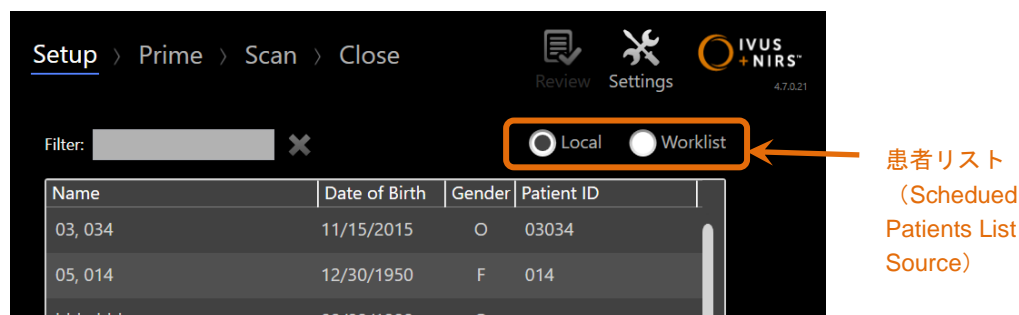 Setup 〉 Prime 〉 Scan 〉 Close
Review
Settings
IVUS
+NIRS™
4.7.0.21
Filter:
Local
Worklist
Name Date of Birth Gender Patient ID
03, 034 11/15/2015 O 03034
05, 014 12/30/1950 F 014
患者リスト
（Schedued
Patients List
Source）